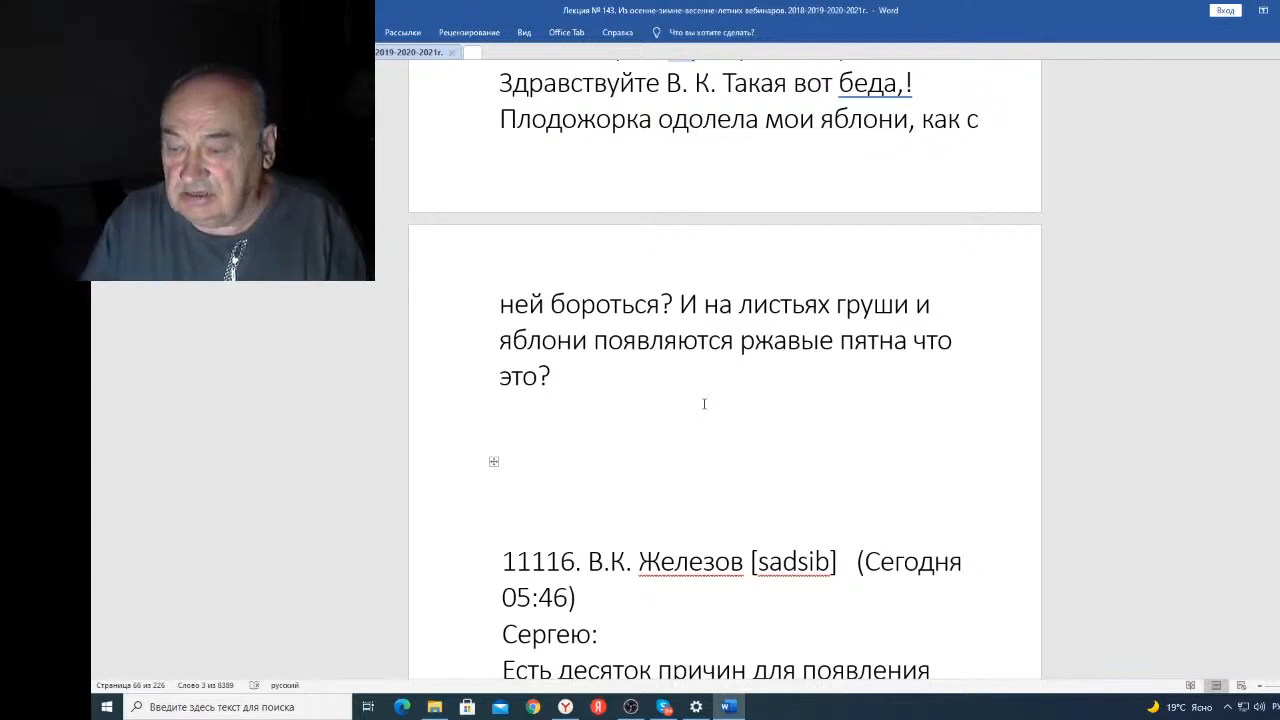 Лекция № 143. Из осенне-зимне-весенне-летних вебинаров. 2018-2019-2020-2021г. - Word
Вход
Рассылки Рецензирование Вид Office Tab Справка Что вы хотите сделать?
2019-2020-2021г.
Здравствуйте В. К. Такая вот беда,!
Плодожорка одолела мои яблони, как с
ней бороться? И на листьях груши и
яблони появляются ржавые пятна что
это?
11116. В.К. Железов [sadsib] (Сегодня
05:46)
Сергею:
Есть десяток причин для появления
Страница 66 из 226 Слово 3 из 8389 русский
Введите здесь текст для поиска
19°C Ясно